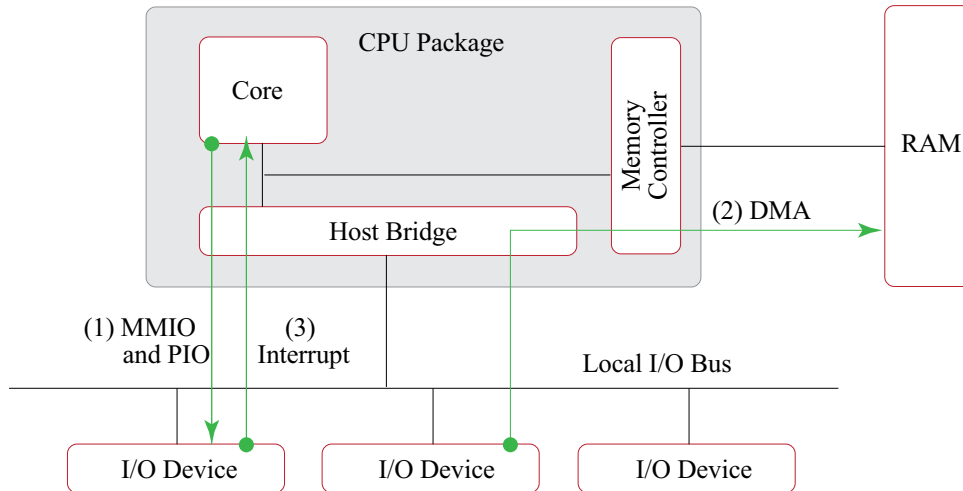 CPU Package
Core
Memory
Controller
RAM
Host Bridge
(2) DMA
(1) MMIO
and PIO
(3)
Interrupt
Local I/O Bus
I/O Device
I/O Device
I/O Device